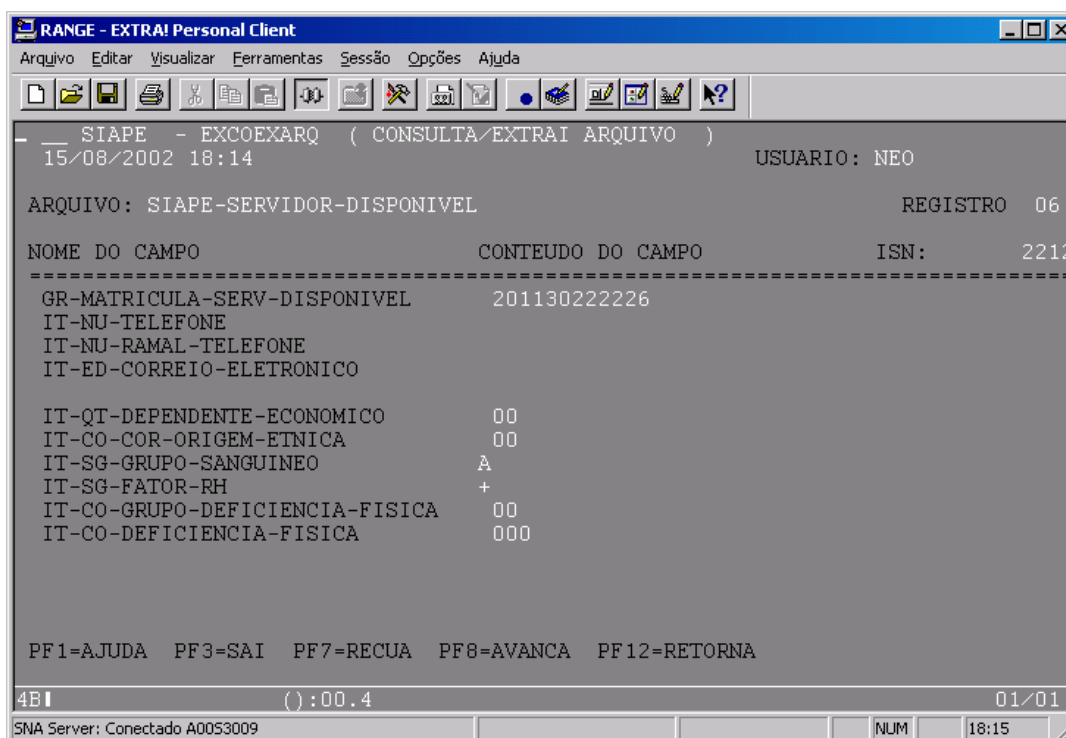 RANGE - EXTRA! Personal Client
Arquivo Editar Visualizar Ferramentas Sessão Opções Ajuda
__ SIAPE - EXCOEXARQ ( CONSULTA/EXTRAI ARQUIVO )
15/08/2002 18:14 USUARIO: NEO
ARQUIVO: SIAPE-SERVIDOR-DISPONIVEL REGISTRO 06
NOME DO CAMPO CONTEUDO DO CAMPO ISN: 2212
================================================================================
GR-MATRICULA-SERV-DISPONIVEL 201130222226
IT-NU-TELEFONE
IT-NU-RAMAL-TELEFONE
IT-ED-CORREIO-ELETRONICO
IT-QT-DEPENDENTE-ECONOMICO 00
IT-CO-COR-ORIGEM-ETNICA 00
IT-SG-GRUPO-SANGUINEO A
IT-SG-FATOR-RH +
IT-CO-GRUPO-DEFICIENCIA-FISICA 00
IT-CO-DEFICIENCIA-FISICA 000
PF1=AJUDA PF3=SAI PF7=RECUA PF8=AVANCA PF12=RETORNA
4B ():00.4 01/01
SNA Server: Conectado A00S3009 NUM 18:15